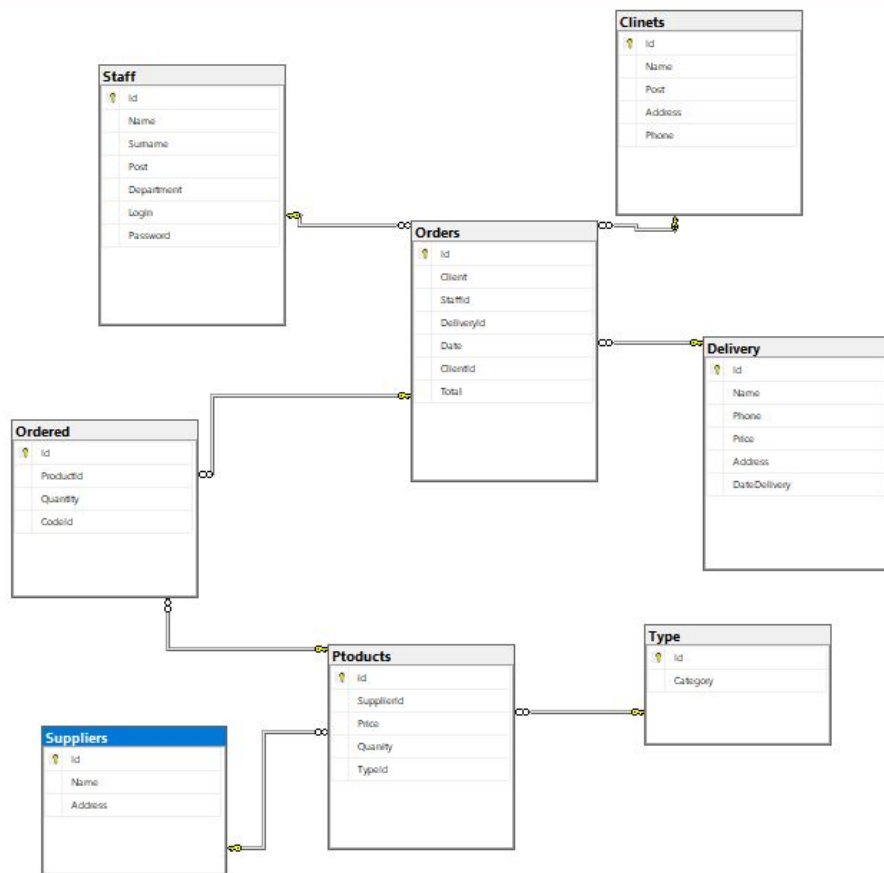 Clinets
Id
Name
Post
Address
Phone
Staff
Id
Name
Surname
Post
Department
Login
Password
Orders
Id
Client
StaffId
DeliveryId
Date
ClientId
Total
Delivery
Id
Name
Phone
Price
Address
DateDelivery
Ordered
Id
ProductId
Quantity
CodeId
Ptoducts
Id
SupplierId
Price
Quanity
TypeId
Type
Id
Category
Suppliers
Id
Name
Address